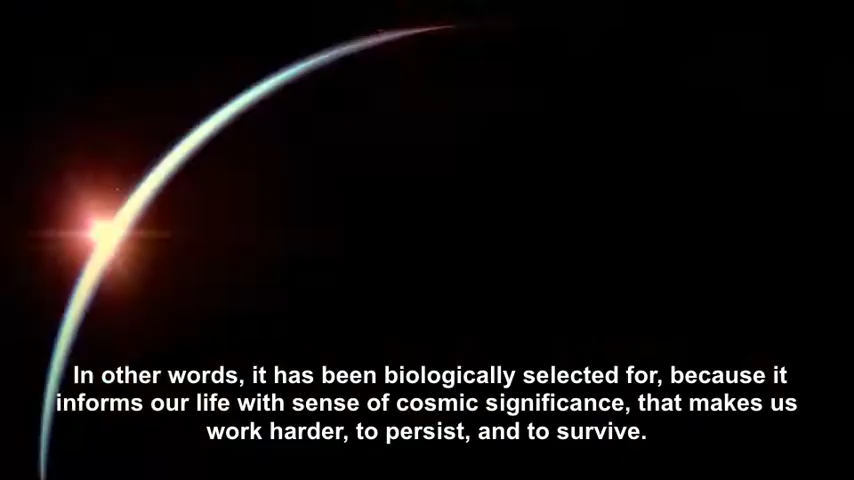 In other words, it has been biologically selected for, because it
informs our life with sense of cosmic significance, that makes us
work harder, to persist, and to survive.